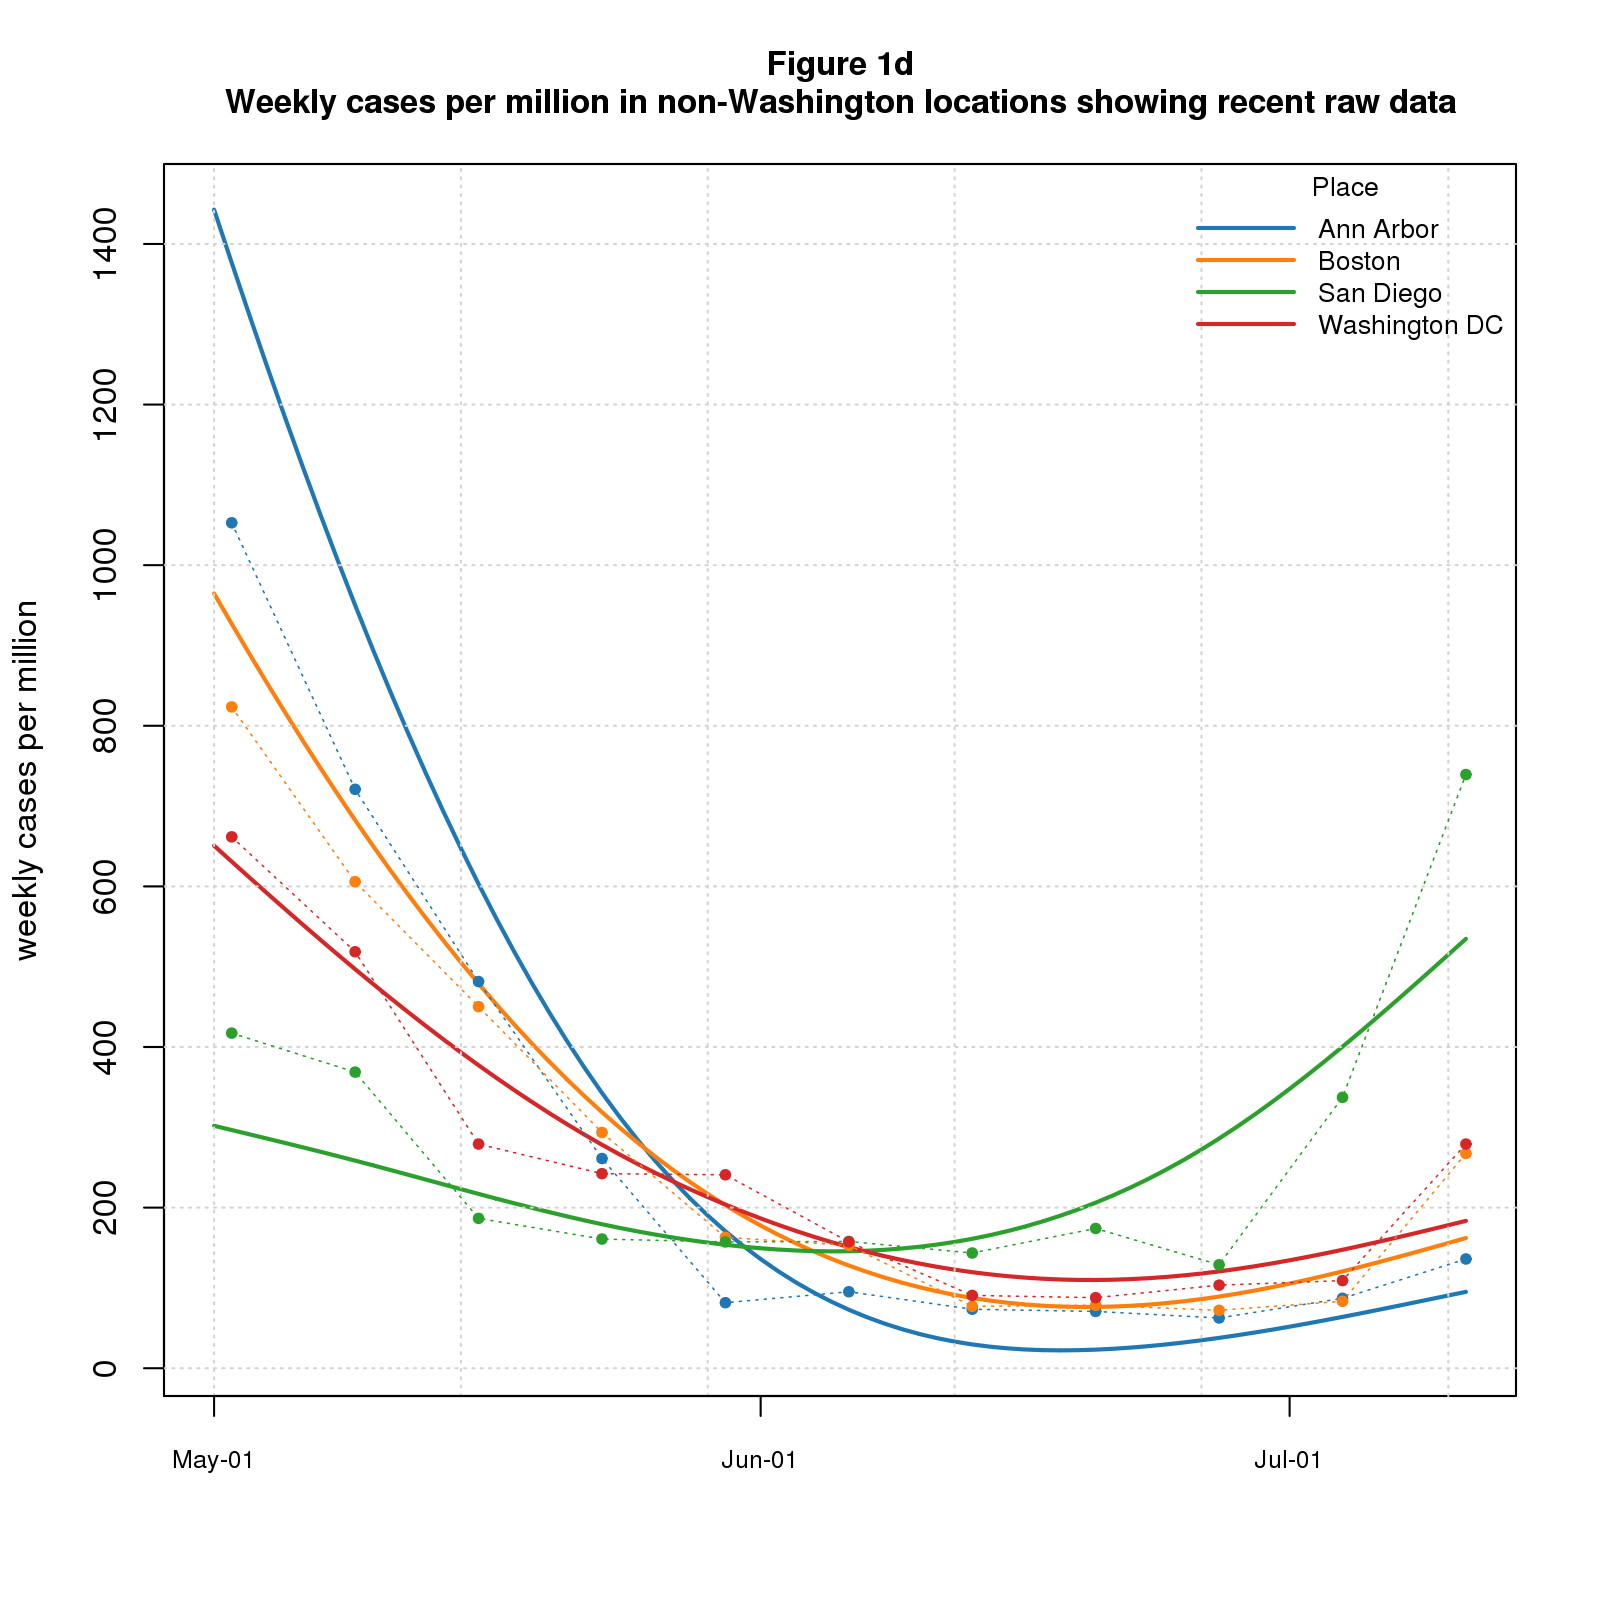 Figure 1d
Weekly cases per million in non-Washington locations showing recent raw data
Place
Ann Arbor
Boston
San Diego
Washington DC
weekly cases per million
1400
1200
1000
800
600
400
200
0
May-01
Jun-01
Jul-01